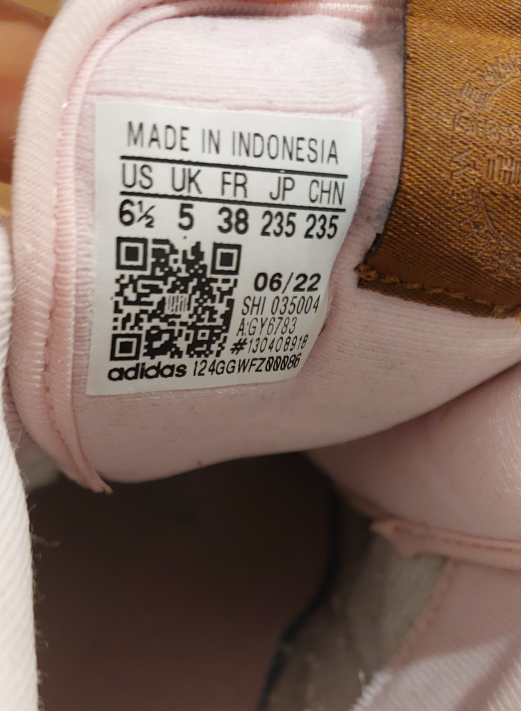 MADE IN INDONESIA
US UK FR JP CHN
6½ 5 38 235 235
06/22
SHI 035004
A:GY6783
#130408918
adidas 124GGWFZ00086